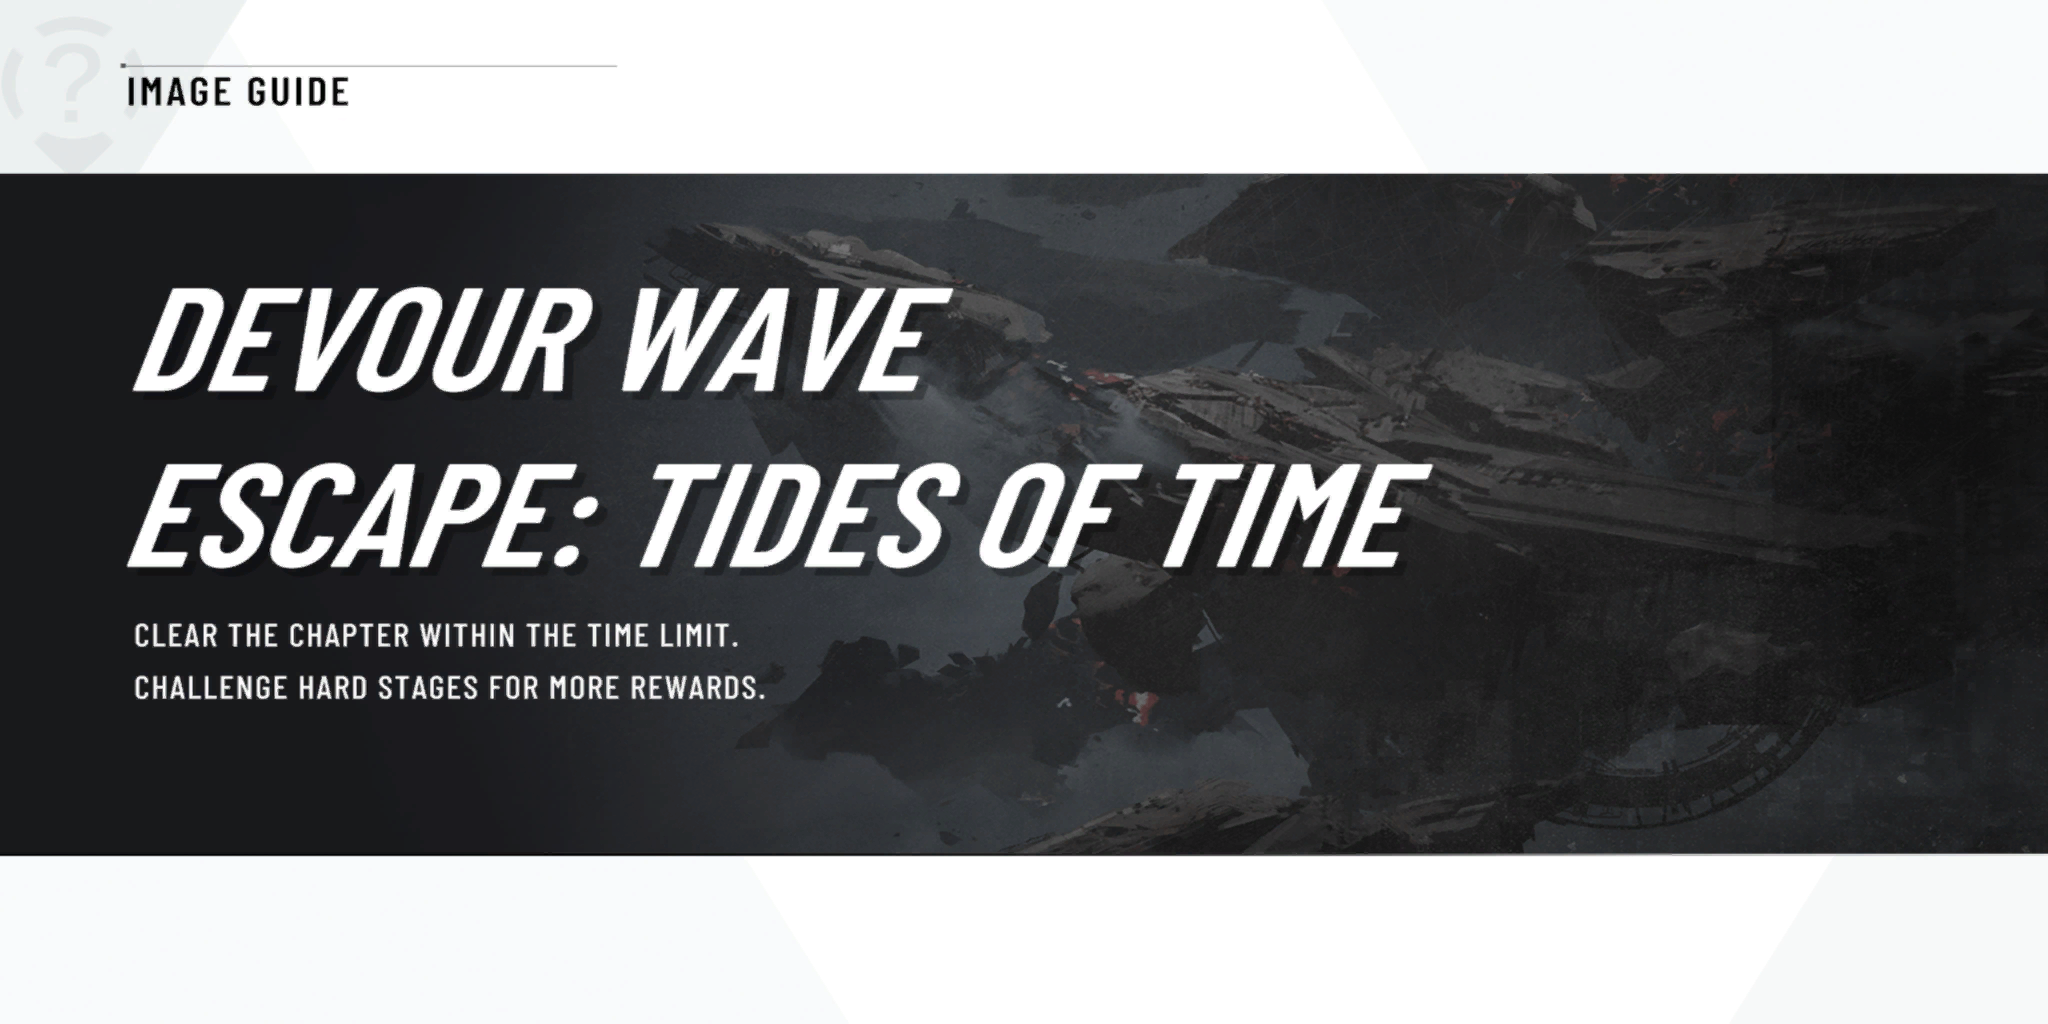 IMAGE GUIDE
DEVOUR WAVE
ESCAPE: TIDES OF TIME
CLEAR THE CHAPTER WITHIN THE TIME LIMIT.
CHALLENGE HARD STAGES FOR MORE REWARDS.